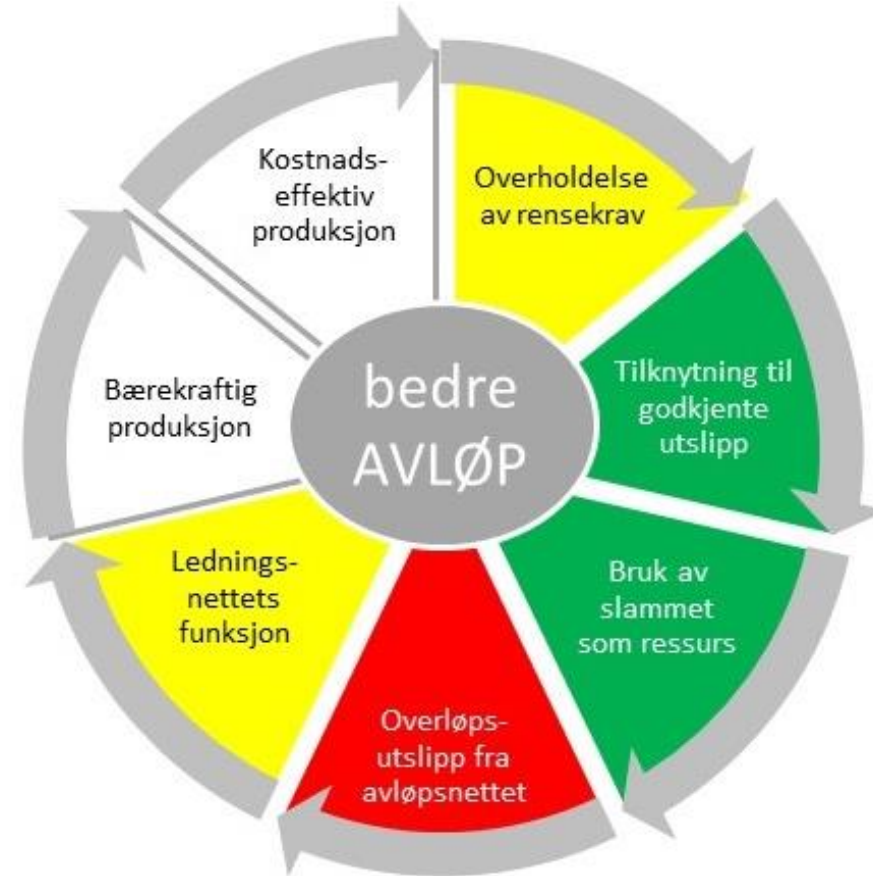 Kostnads-
effektiv
produksjon
Overholdelse
av rensekrav
Tilknytning til
godkjente
utslipp
Bruk av
slammet
som ressurs
Overløps-
utslipp fra
avløpsnettet
Lednings-
nettets
funksjon
Bærekraftig
produksjon
bedre
AVLØP